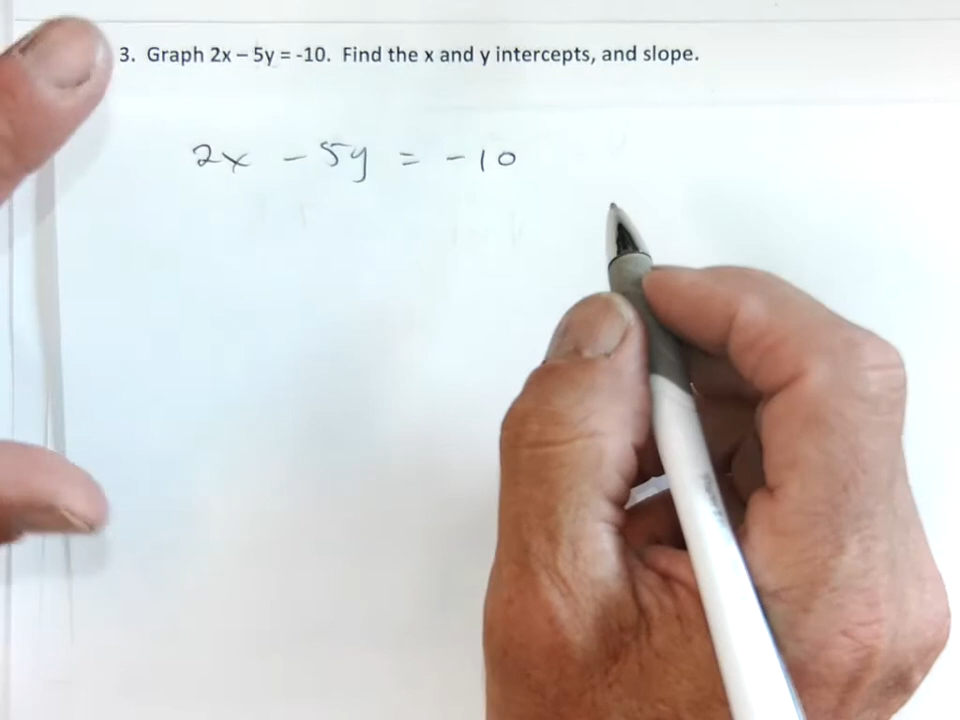 3. Graph 2x – 5y = -10. Find the x and y intercepts, and slope.
2x - 5y = -10